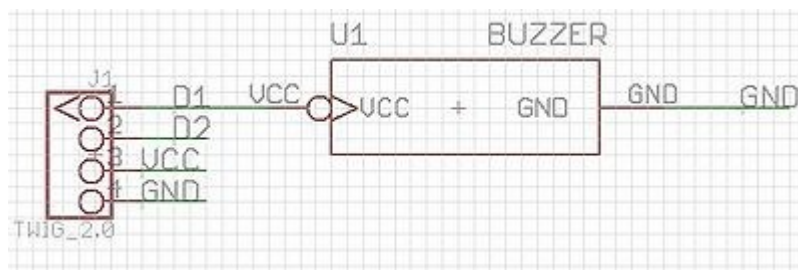 U1 BUZZER
J1
1 D1 VCC VCC + GND GND GND
2 D2
3 VCC
4 GND
TWIG_2.0